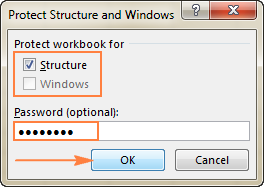 Protect Structure and Windows
Protect workbook for
Structure
Windows
Password (optional):
••••••••
OK
Cancel